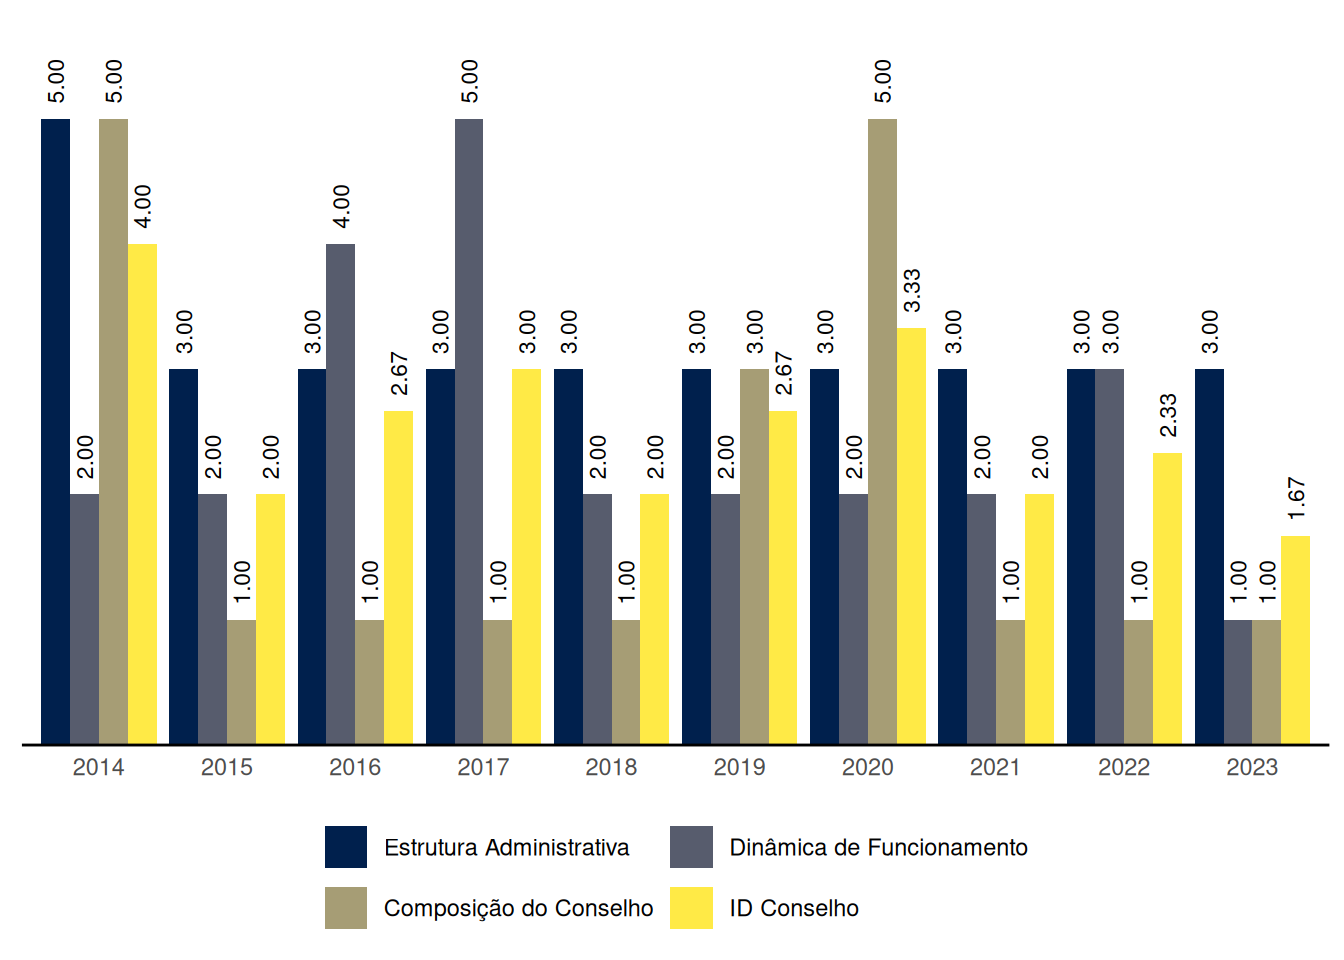 5.00 2.00 5.00 4.00 3.00 2.00 1.00 2.00 3.00 4.00 1.00 2.67 3.00 5.00 1.00 3.00 3.00 2.00 1.00 2.00 3.00 2.00 3.00 2.67 3.00 2.00 5.00 3.33 3.00 2.00 1.00 2.00 3.00 3.00 1.00 2.33 3.00 1.00 1.00 1.67
2014 2015 2016 2017 2018 2019 2020 2021 2022 2023
Estrutura Administrativa Dinâmica de Funcionamento
Composição do Conselho ID Conselho